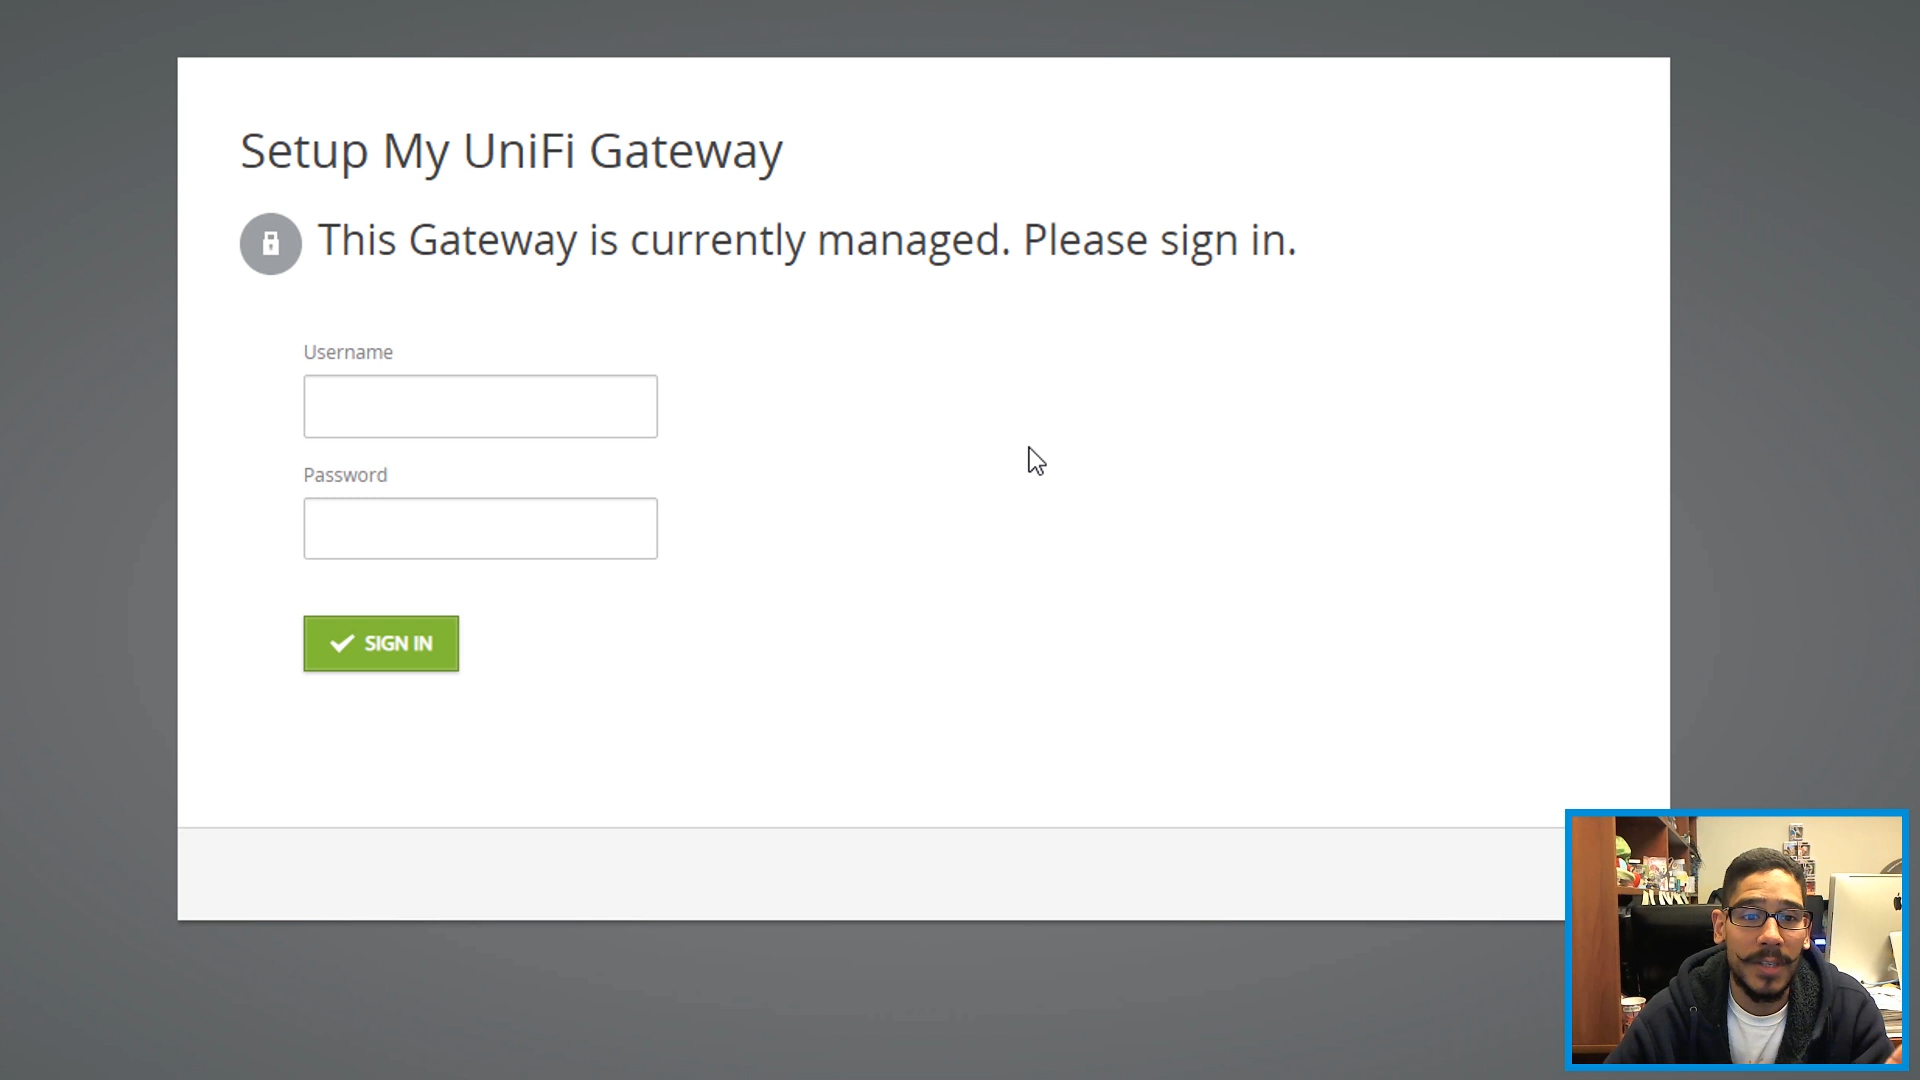 Setup My UniFi Gateway
This Gateway is currently managed. Please sign in.
Username
Password
SIGN IN